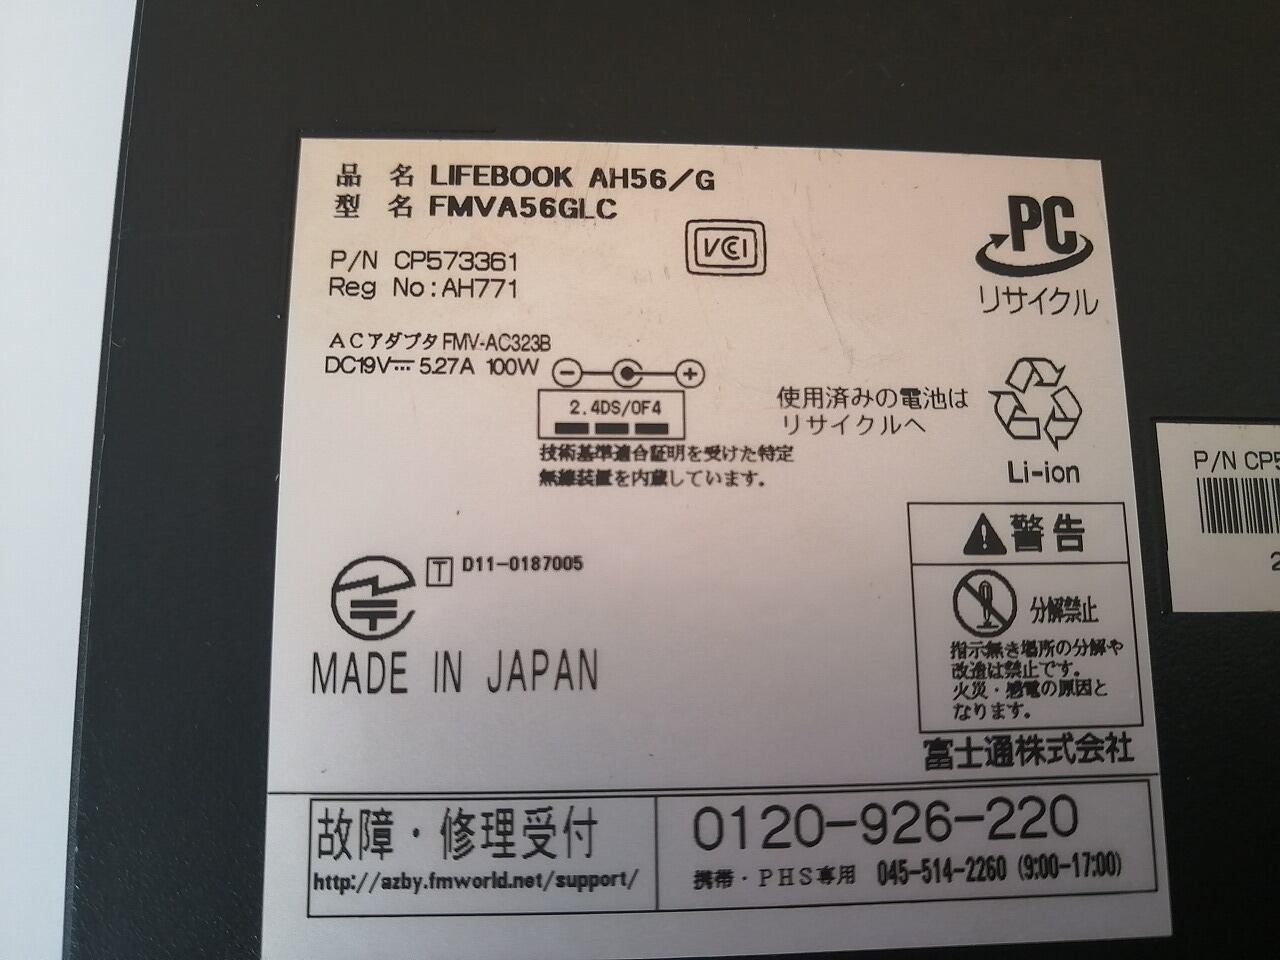 品 名 LIFEBOOK AH56/G
型 名 FMVA56GLC
VCI
P/N CP573361
Reg No:AH771
PC
リサイクル
ACアダプタ FMV-AC323B
DC19V 5.27A 100W
2.4DS/OF4
技術基準適合証明を受けた特定
無線装置を内蔵しています。
使用済みの電池は
リサイクルへ
Li-ion
T D11-0187005
MADE IN JAPAN
警告
分解禁止
指示無き場所の分解や
改造は禁止です。
火災・感電の原因と
なります。
富士通株式会社
故障・修理受付
http://azby.fmworld.net/support/
0120-926-220
携帯・PHS専用 045-514-2260 (9:00-17:00)
P/N CP5
2